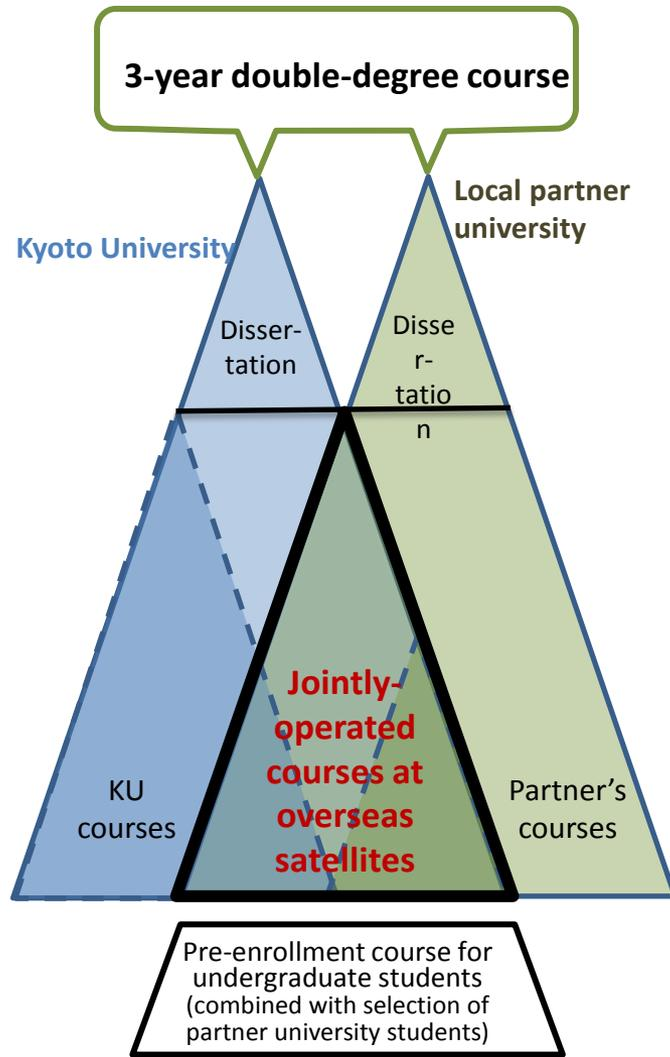 3-year double-degree course
Local partner
university
Kyoto University
Disser-
tation
Disse
r-
tatio
n
Jointly-
operated
courses at
overseas
satellites
KU
courses
Partner's
courses
Pre-enrollment course for
undergraduate students
(combined with selection of
partner university students)